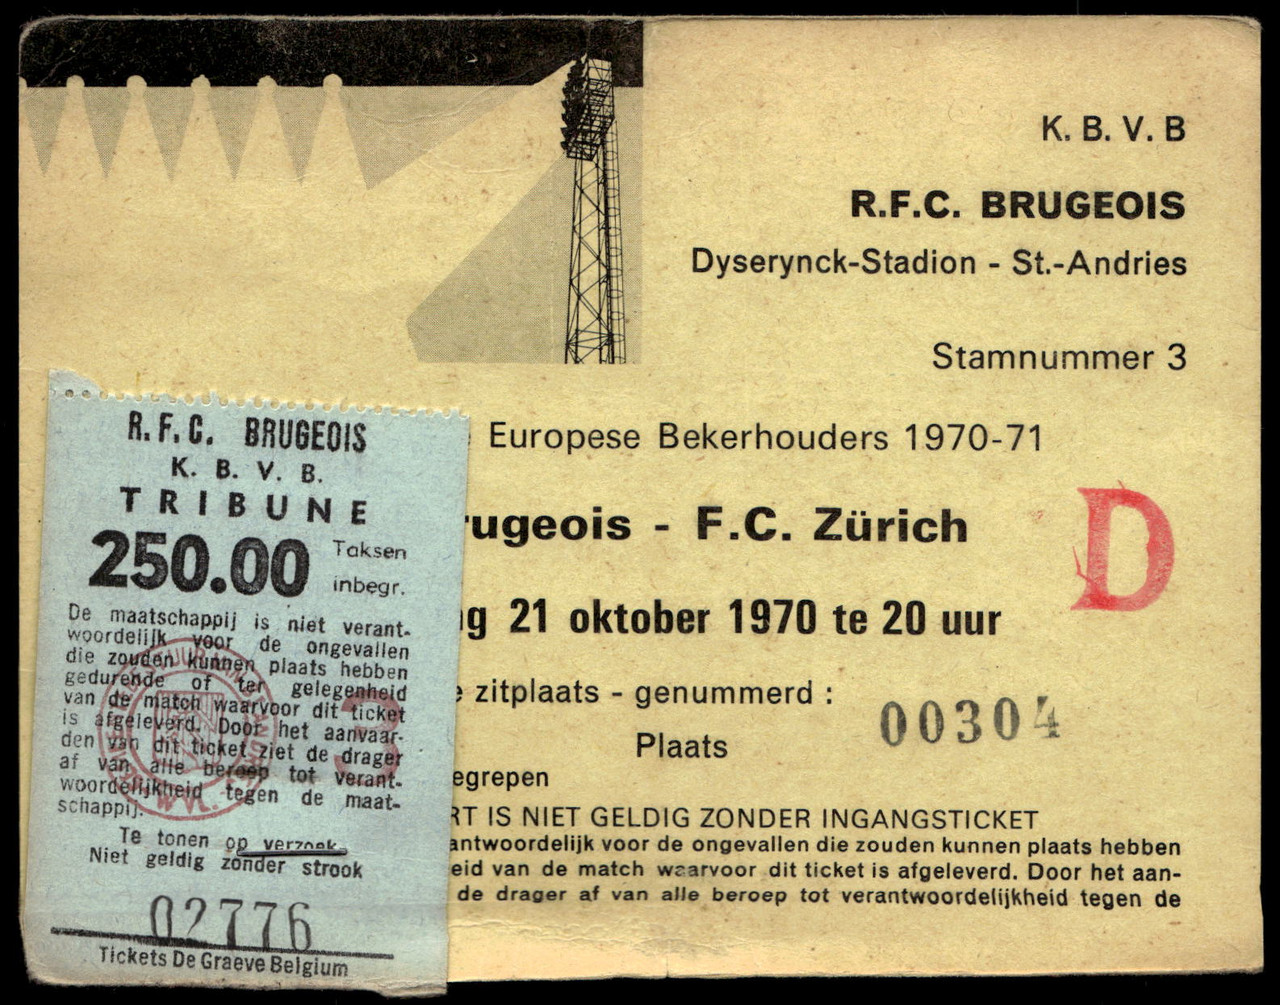 K. B. V. B
R.F.C. BRUGEOIS
Dyserynck-Stadion - St.-Andries
Stamnummer 3
Europese Bekerhouders 1970-71
rugeois - F.C. Zürich
D
ng 21 oktober 1970 te 20 uur
e zitplaats - genummerd :
00304
Plaats
egrepen
RT IS NIET GELDIG ZONDER INGANGSTICKET
antwoordelijk voor de ongevallen die zouden kunnen plaats hebben
eid van de match waarvoor dit ticket is afgeleverd. Door het aan-
de drager af van alle beroep tot verantwoordelijkheid tegen de
R.F.C. BRUGEOIS
K. B. V. B.
TRIBUNE
250.00 Taksen
inbegr.
De maatschappij is niet verant-
woordelijk voor de ongevallen
die zouden kunnen plaats hebben
gedurende of ter gelegenheid
van de match waarvoor dit ticket
is afgeleverd. Door het aanvaar-
den van dit ticket ziet de drager
af van alle beroep tot verant-
woordelijkheid tegen de maat-
schappij.
3
Te tonen op verzoek
Niet geldig zonder strook
02776
Tickets De Graeve Belgium